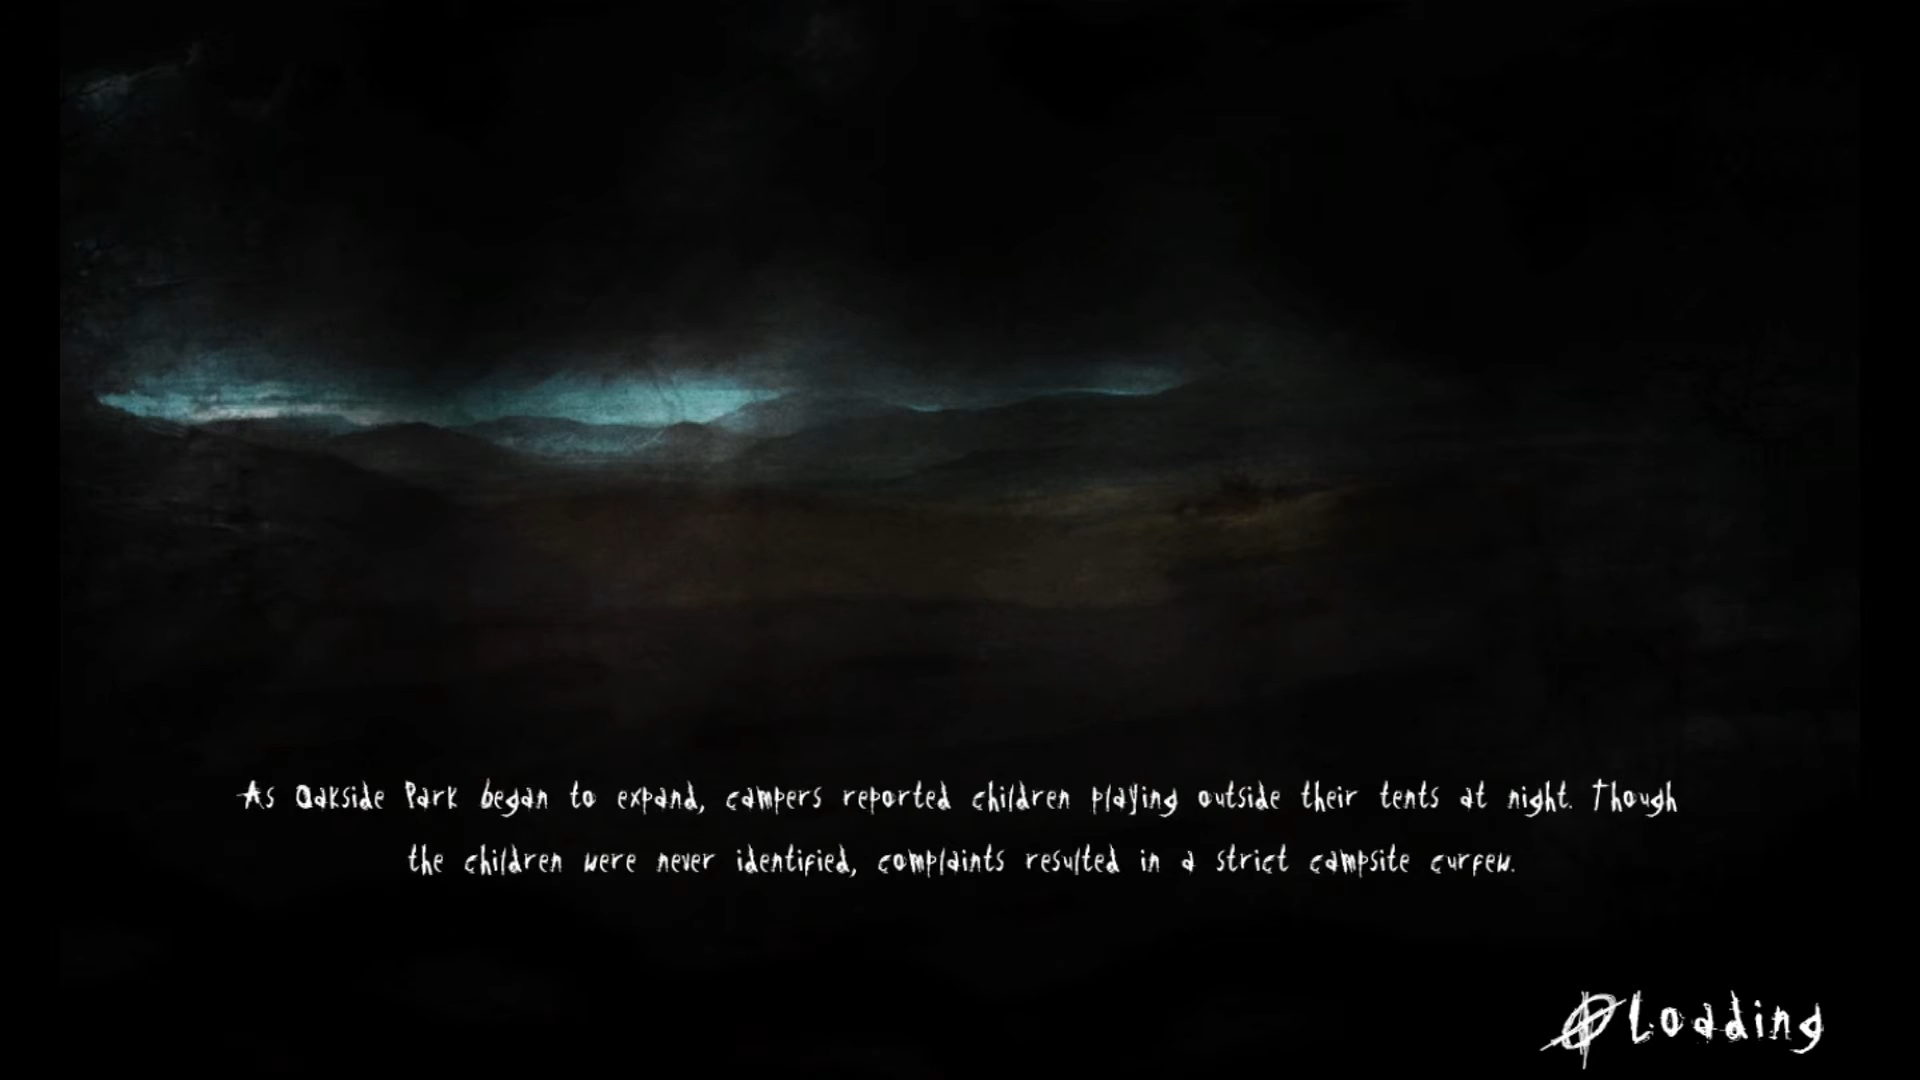 As Oakside Park began to expand, campers reported children playing outside their tents at night. Though
the children were never identified, complaints resulted in a strict campsite curfew.
Loading